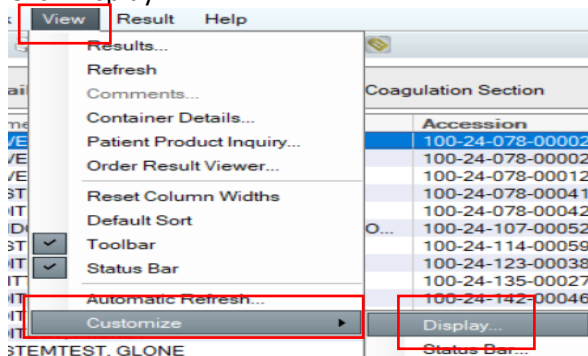 View Result Help
Results...
Refresh
Comments...
Container Details...
Patient Product Inquiry...
Order Result Viewer...
Reset Column Widths
Default Sort
Toolbar
Status Bar
Automatic Refresh...
Customize
Display...
Status Bar...
Coagulation Section
Accession
100-24-078-00002
100-24-078-00002
100-24-078-00012
100-24-078-00041
100-24-078-00042
O... 100-24-107-00052
100-24-114-00059
100-24-123-00038
100-24-135-00027
100-24-142-00046
STEMTEST, GLONE